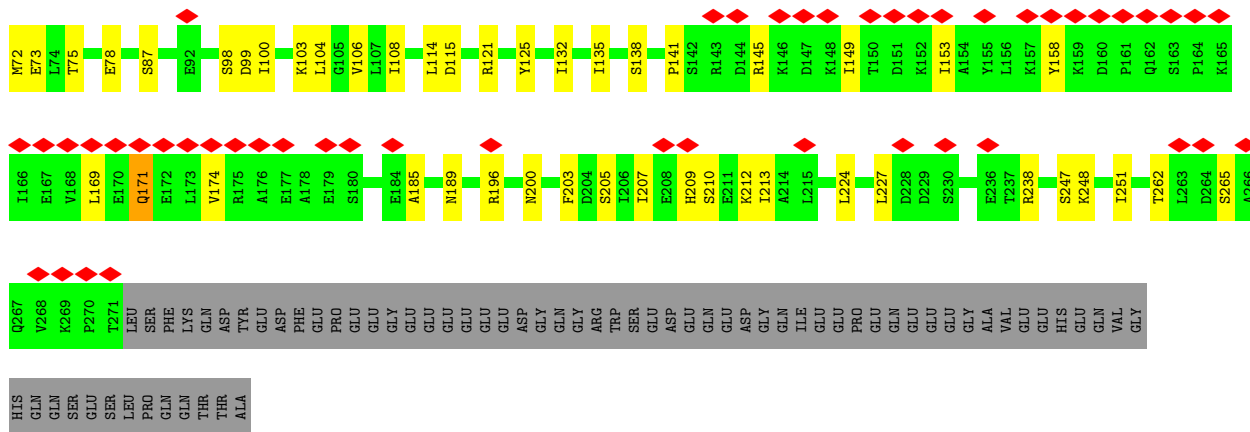 M72 E73 L74 T75 E78 S87 E92 S98 D99 I100 K103 L104 G105 V106 L107 I108 L114 D115 R121 Y125 I132 I135 S138 P141 S142 R143 D144 R145 K146 D147 K148 I149 T150 D151 K152 I153 A154 Y155 L156 K157 Y158 K159 D160 P161 Q162 S163 P164 K165
I166 E167 V168 L169 E170 Q171 E172 L173 V174 R175 A176 E177 A178 E179 S180 E184 A185 N189 R196 N200 F203 D204 S205 I206 I207 E208 H209 S210 E211 K212 I213 A214 L215 L224 L227 D228 D229 S230 E236 T237 R238 S247 K248 I251 T262 L263 D264 S265 A266
Q267 V268 K269 P270 T271 LEU SER PHE LYS GLN ASP TYR GLU ASP PHE GLU PRO GLU GLU GLY GLU GLU GLU GLU GLU GLU ASP GLY GLN GLY ARG TRP SER GLU ASP GLU GLN GLU ASP GLY GLN ILE GLU GLU PRO GLU GLN GLU GLU GLU GLY ALA VAL GLU GLU HIS GLU GLN VAL GLY
HIS GLN GLN SER GLU SER LEU PRO GLN GLN THR THR ALA